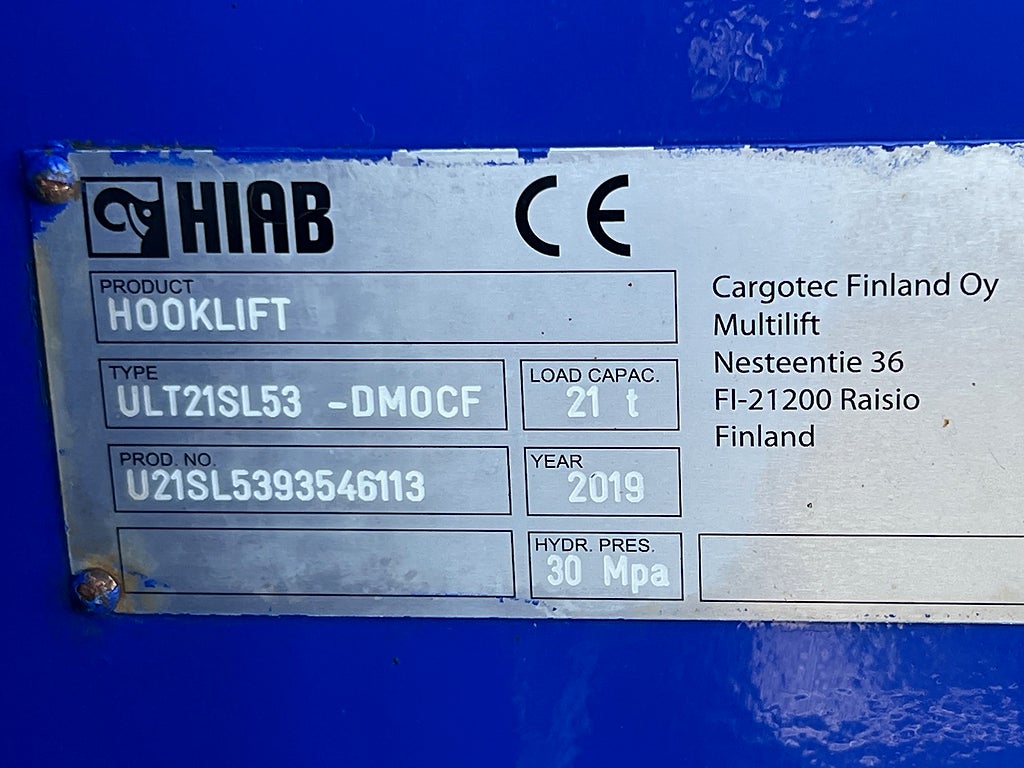 HIAB CE
PRODUCT
HOOKLIFT
TYPE
ULT21SL53 -DMOCF
LOAD CAPAC.
21 t
PROD. NO.
U21SL5393546113
YEAR
2019
HYDR. PRES.
30 Mpa
Cargotec Finland Oy
Multilift
Nesteentie 36
FI-21200 Raisio
Finland